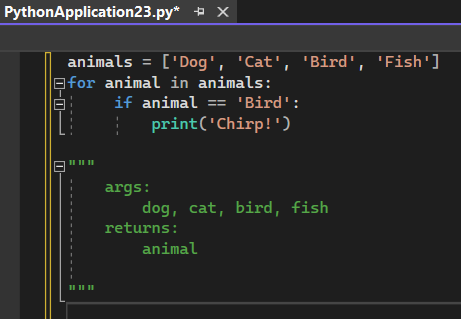 PythonApplication23.py*
animals = ['Dog', 'Cat', 'Bird', 'Fish']
for animal in animals:
    if animal == 'Bird':
        print('Chirp!')
"""
    args:
        dog, cat, bird, fish
    returns:
        animal
"""